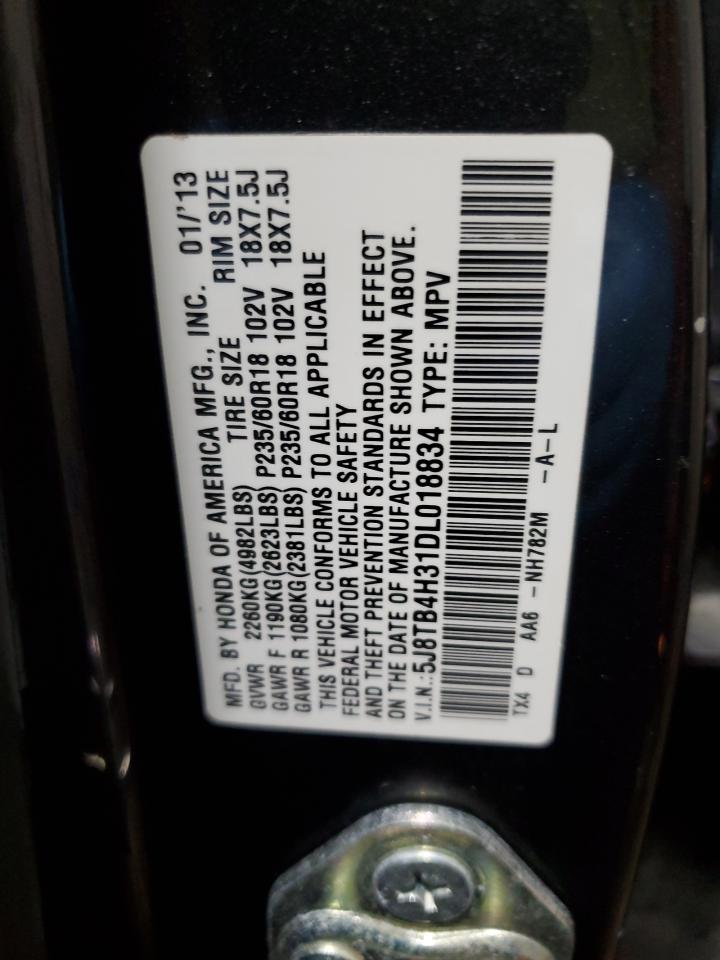 MFD. BY HONDA OF AMERICA MFG., INC. 01/'13
GVWR 2260KG(4982LBS) TIRE SIZE RIM SIZE
GAWR F 1190KG(2623LBS) P235/60R18 102V 18X7.5J
GAWR R 1080KG(2381LBS) P235/60R18 102V 18X7.5J
THIS VEHICLE CONFORMS TO ALL APPLICABLE
FEDERAL MOTOR VEHICLE SAFETY
AND THEFT PREVENTION STANDARDS IN EFFECT
ON THE DATE OF MANUFACTURE SHOWN ABOVE.
V.I.N.: 5J8TB4H31DL018834 TYPE: MPV
TX4 D AA6 -NH782M -A-L